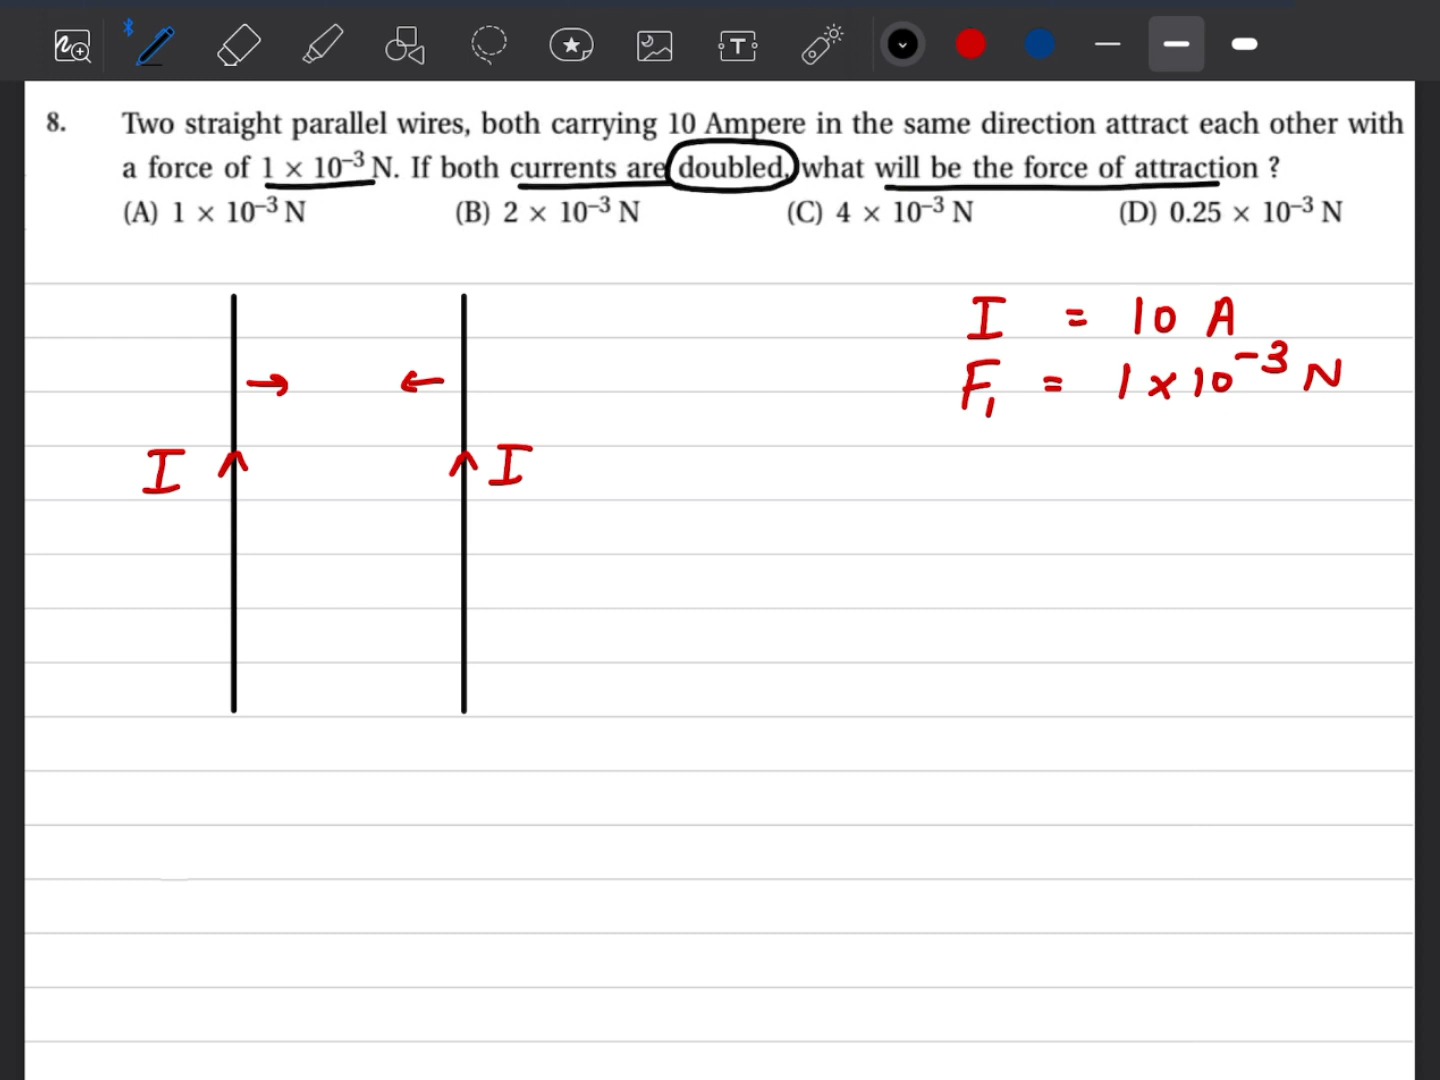 8. Two straight parallel wires, both carrying 10 Ampere in the same direction attract each other with
a force of 1 × 10⁻³ N. If both currents are doubled, what will be the force of attraction ?
(A) 1 × 10⁻³ N (B) 2 × 10⁻³ N (C) 4 × 10⁻³ N (D) 0.25 × 10⁻³ N
I = 10 A
F₁ = 1 × 10⁻³ N
I I